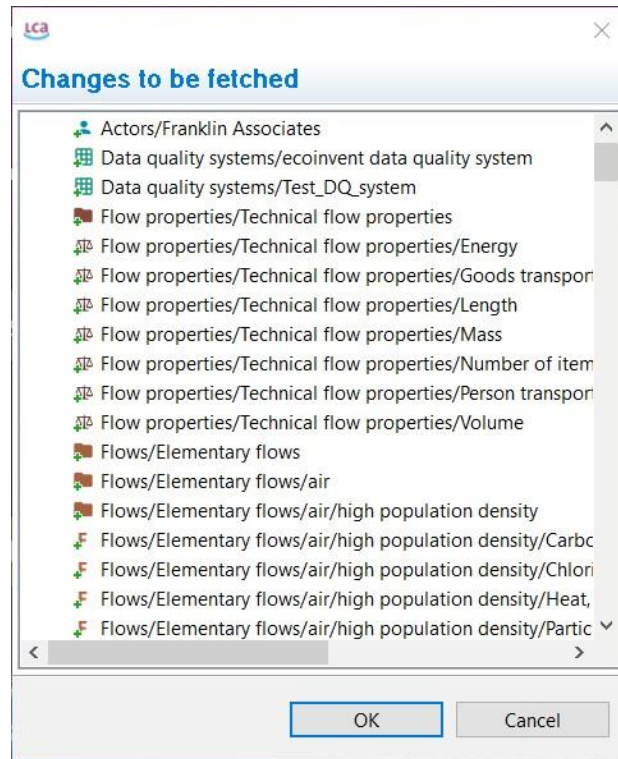 LCA
Changes to be fetched
Actors/Franklin Associates
Data quality systems/ecoinvent data quality system
Data quality systems/Test_DQ_system
Flow properties/Technical flow properties
Flow properties/Technical flow properties/Energy
Flow properties/Technical flow properties/Goods transport
Flow properties/Technical flow properties/Length
Flow properties/Technical flow properties/Mass
Flow properties/Technical flow properties/Number of item
Flow properties/Technical flow properties/Person transport
Flow properties/Technical flow properties/Volume
Flows/Elementary flows
Flows/Elementary flows/air
Flows/Elementary flows/air/high population density
F Flows/Elementary flows/air/high population density/Carbo
F Flows/Elementary flows/air/high population density/Chlori
F Flows/Elementary flows/air/high population density/Heat,
F Flows/Elementary flows/air/high population density/Partic
OK Cancel